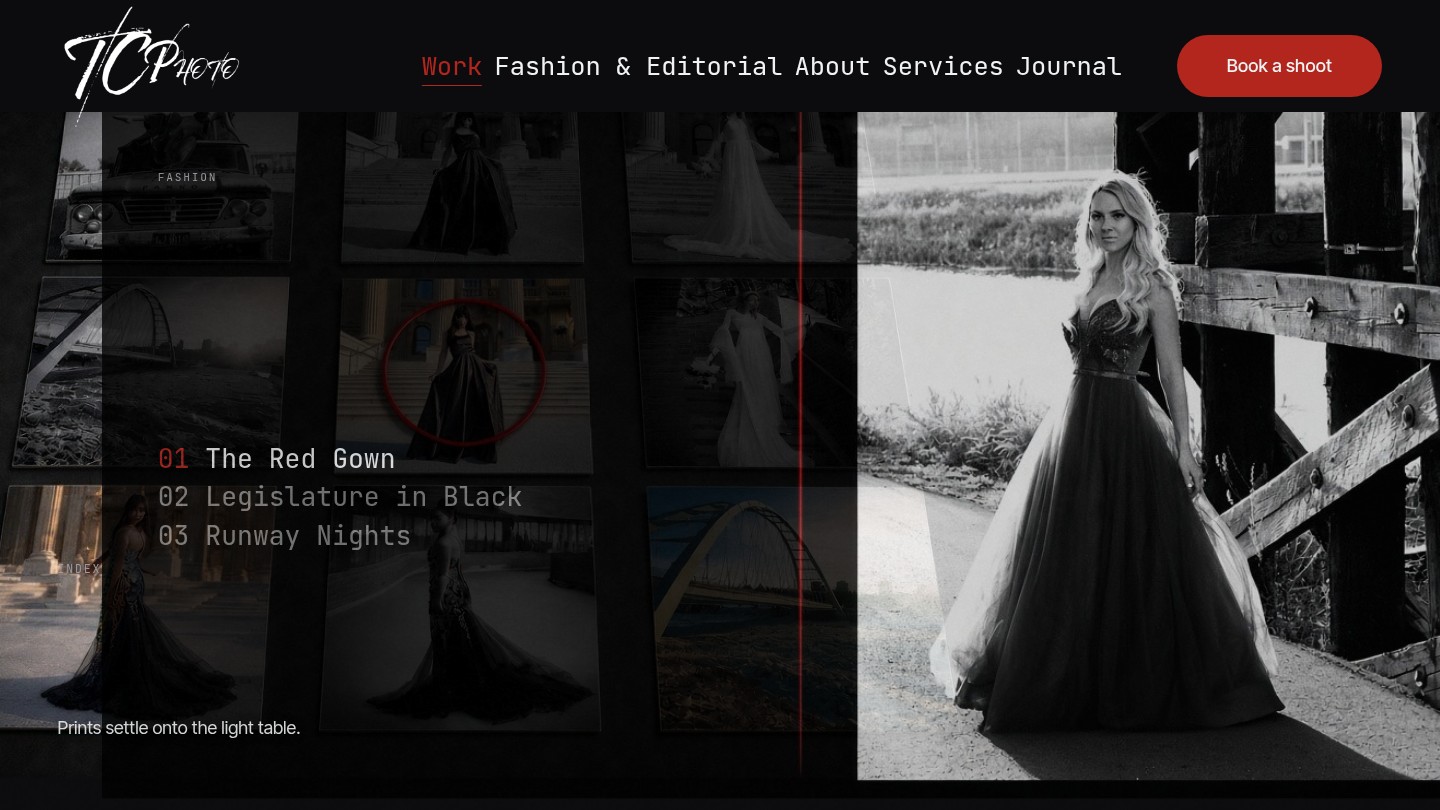 TCPHOTO
Work Fashion & Editorial About Services Journal
Book a shoot
FASHION
01 The Red Gown
02 Legislature in Black
03 Runway Nights
NDEX
Prints settle onto the light table.